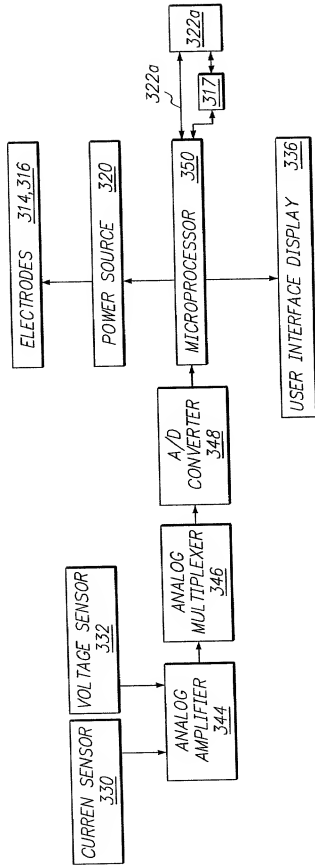 CURREN SENSOR
330
VOLTAGE SENSOR
332
ANALOG
AMPLIFIER
344
ANALOG
MULTIPLEXER
346
A/D
CONVERTER
348
ELECTRODES 314,316
POWER SOURCE 320
MICROPROCESSOR 350
USER INTERFACE DISPLAY 336
322a
317
322a